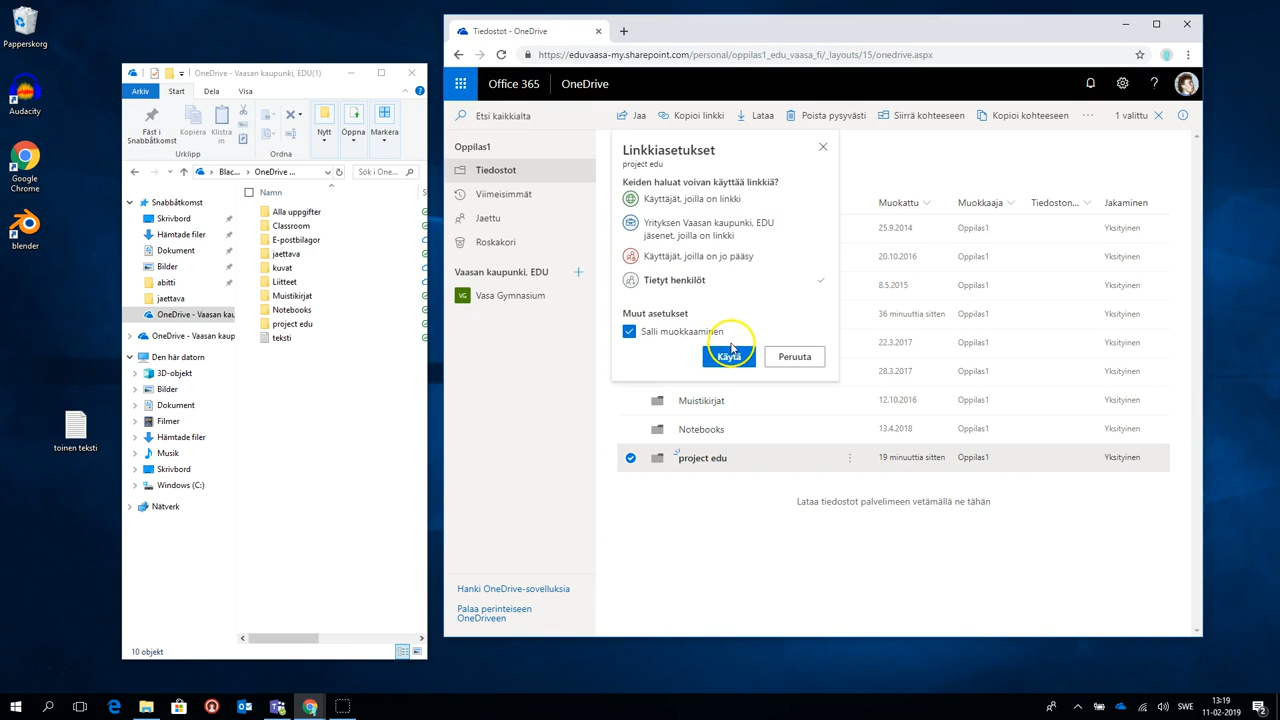 Papperskorg
Audacity
Google
Chrome
blender
toinen teksti
OneDrive - Vaasan kaupunki, EDU(1)
Arkiv
Start
Dela
Visa
Fäst i
Snabbåtkomst
Kopiera
Klistra
in
Nytt
Öppna
Markera
Urklipp
Ordna
Blac...
OneDrive ...
Sök i One...
Namn
Snabbåtkomst
Skrivbord
Hämtade filer
Dokument
Bilder
abitti
jaettava
OneDrive - Vaasan kau
OneDrive - Vaasan kaup
Den här datorn
3D-objekt
Bilder
Dokument
Filmer
Hämtade filer
Musik
Skrivbord
Windows (C:)
Nätverk
Alla uppgifter
Classroom
E-postbilagor
jaettava
kuvat
Liitteet
Muistikirjat
Notebooks
project edu
teksti
10 objekt
Tiedostot - OneDrive
https://eduvaasa-my.sharepoint.com/personal/oppilas1_edu_vaasa_fi/_layouts/15/onedrive.aspx
Office 365
OneDrive
Etsi kaikkialta
Jaa
Kopioi linkki
Lataa
Poista pysyvästi
Siirrä kohteeseen
Kopioi kohteeseen
1 valittu
Oppilas1
Tiedostot
Viimeisimmät
Jaettu
Roskakori
Vaasan kaupunki, EDU
VG
Vasa Gymnasium
Hanki OneDrive-sovelluksia
Palaa perinteiseen
OneDriveen
Linkkiasetukset
project edu
Keiden haluat voivan käyttää linkkiä?
Käyttäjät, joilla on linkki
Yrityksen Vaasan kaupunki, EDU
jäsenet, joilla on linkki
Käyttäjät, joilla on jo pääsy
Tietyt henkilöt
Muut asetukset
Salli muokkaaminen
Käytä
Peruuta
Muokattu
Muokkaaja
Tiedoston...
Jakaminen
25.9.2014 Oppilas1 Yksityinen
20.10.2016 Oppilas1 Yksityinen
8.5.2015 Oppilas1 Yksityinen
36 minuuttia sitten Oppilas1 Yksityinen
22.3.2017 Oppilas1 Yksityinen
28.3.2017 Oppilas1 Yksityinen
Muistikirjat 12.10.2016 Oppilas1 Yksityinen
Notebooks 13.4.2018 Oppilas1 Yksityinen
project edu 19 minuuttia sitten Oppilas1 Yksityinen
Lataa tiedostot palvelimeen vetämällä ne tähän
SWE
13:19
11-02-2019
2